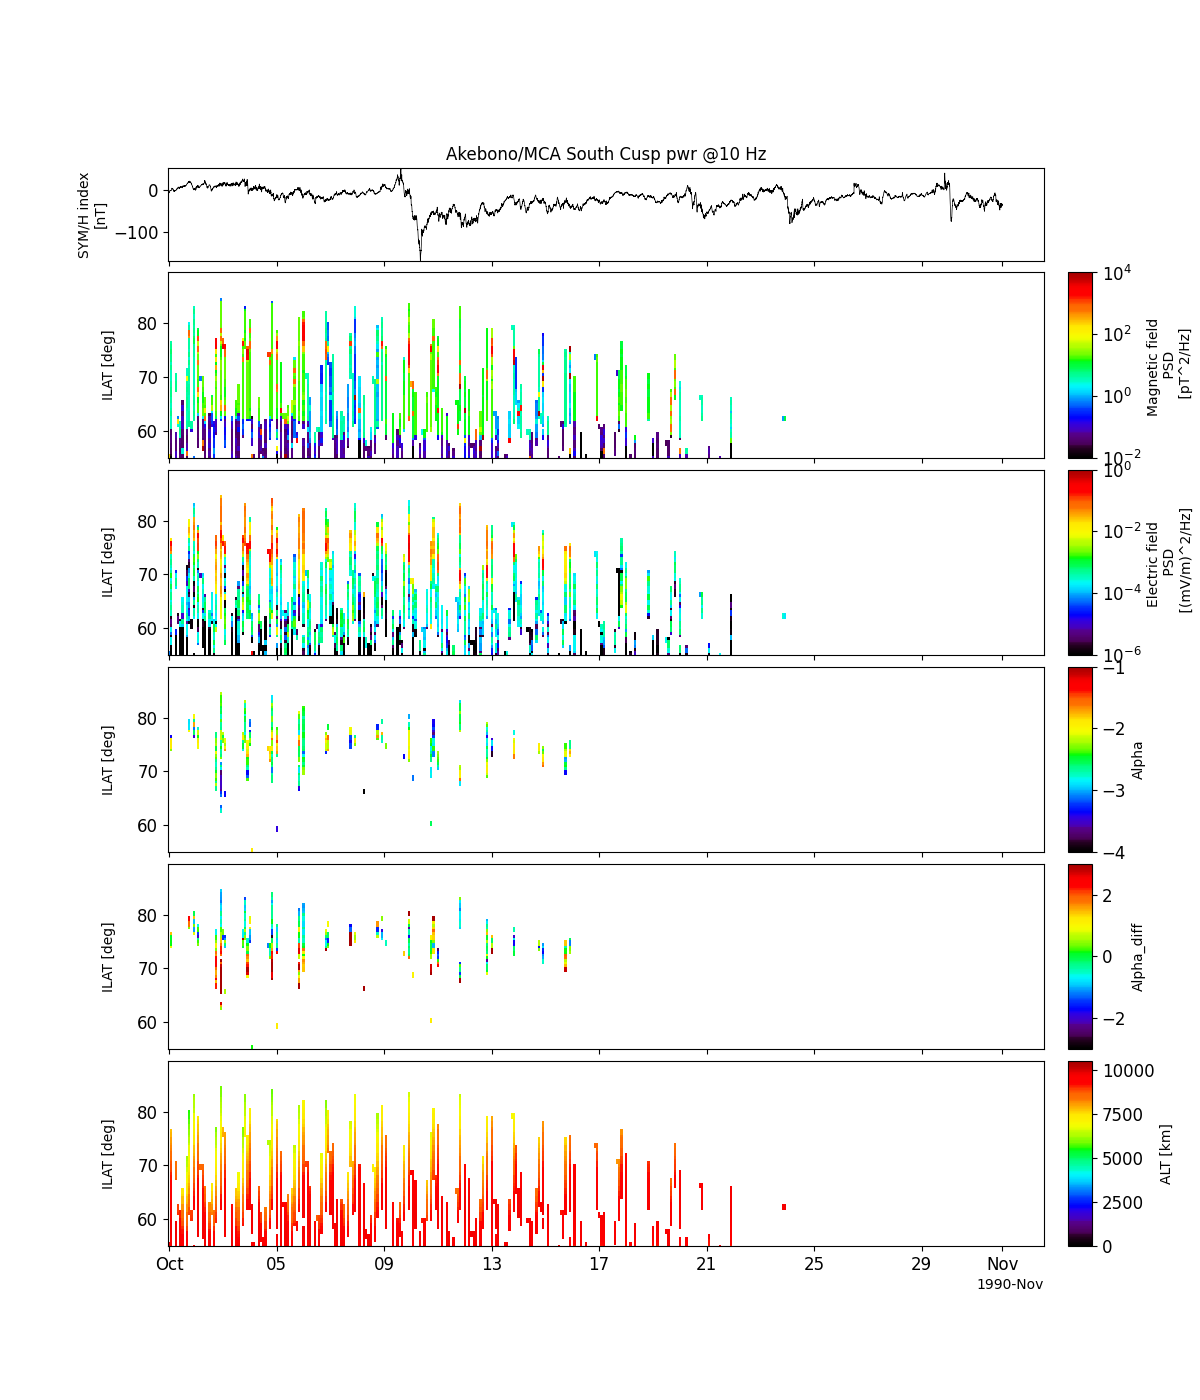 Akebono/MCA South Cusp pwr @10 Hz
SYM/H index
[nT]
0
−100
ILAT [deg]
80
70
60
10^4
10^2
10^0
10^−2
Magnetic field
PSD
[pT^2/Hz]
ILAT [deg]
80
70
60
10^0
10^−2
10^−4
10^−6
Electric field
PSD
[(mV/m)^2/Hz]
ILAT [deg]
80
70
60
−1
−2
−3
−4
Alpha
ILAT [deg]
80
70
60
2
0
−2
Alpha_diff
ILAT [deg]
80
70
60
10000
7500
5000
2500
0
ALT [km]
Oct 05 09 13 17 21 25 29 Nov
1990-Nov